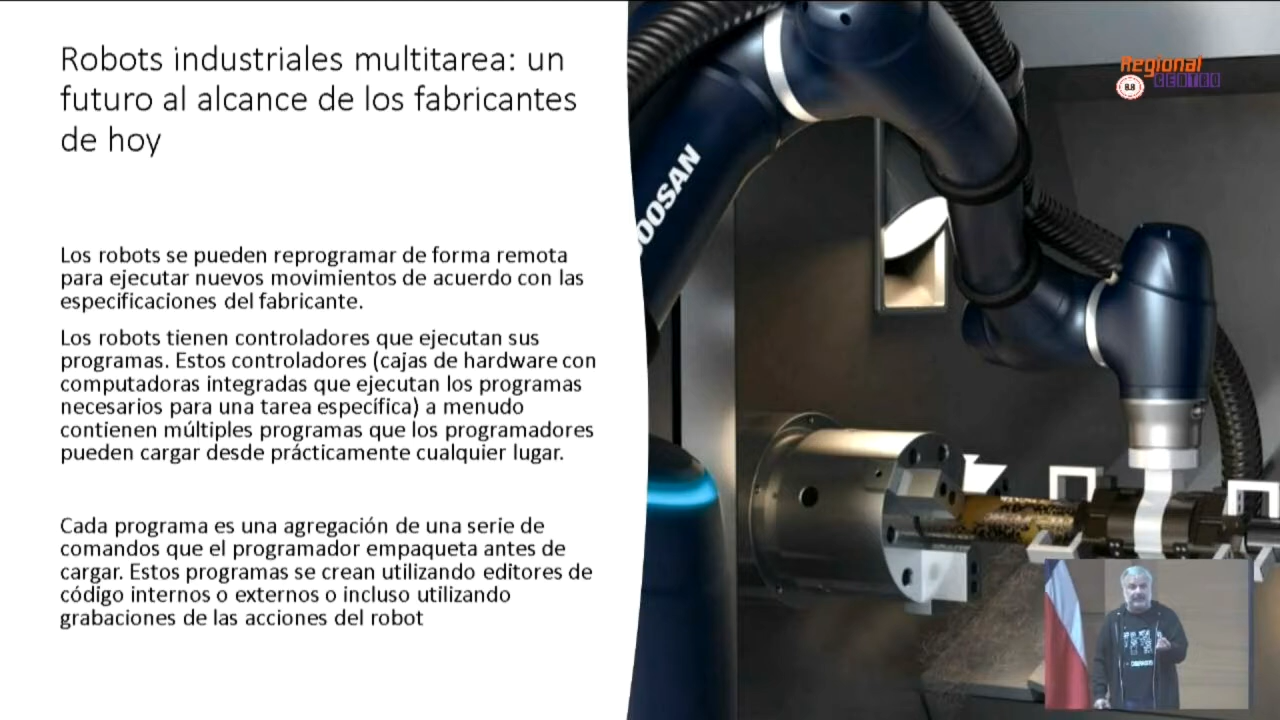 Robots industriales multitarea: un
futuro al alcance de los fabricantes
de hoy
Regional
8.8
CENTRO
OOSAN
Los robots se pueden reprogramar de forma remota
para ejecutar nuevos movimientos de acuerdo con las
especificaciones del fabricante.
Los robots tienen controladores que ejecutan sus
programas. Estos controladores (cajas de hardware con
computadoras integradas que ejecutan los programas
necesarios para una tarea específica) a menudo
contienen múltiples programas que los programadores
pueden cargar desde prácticamente cualquier lugar.
Cada programa es una agregación de una serie de
comandos que el programador empaqueta antes de
cargar. Estos programas se crean utilizando editores de
código internos o externos o incluso utilizando
grabaciones de las acciones del robot